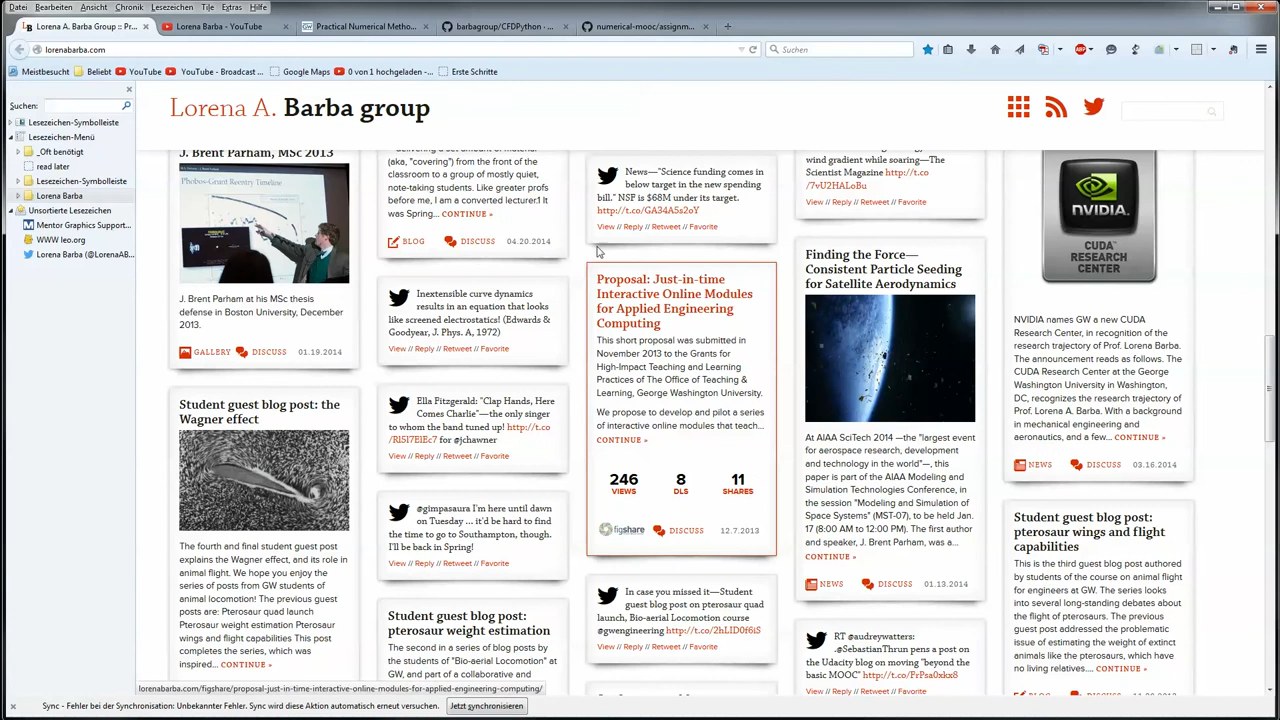 Datei Bearbeiten Ansicht Chronik Lesezeichen Tile Extras Hilfe
Lorena A. Barba Group :: Pr... × Lorena Barba - YouTube × Practical Numerical Metho... × barbagroup/CFDPython · ... × numerical-mooc/assignm... × +
lorenabarba.com
Suchen
Meistbesucht Beliebt YouTube YouTube - Broadcast ... Google Maps 0 von 1 hochgeladen -... Erste Schritte
Suchen:
Lesezeichen-Symbolleiste
Lesezeichen-Menü
_Oft benötigt
read later
Lesezeichen-Symbolleiste
Lorena Barba
Unsortierte Lesezeichen
Mentor Graphics Support...
WWW leo.org
Lorena Barba (@LorenaAB...
Lorena A. Barba group
J. Brent Parham, MSc 2013
Phobos-Grunt Reentry Timeline
J. Brent Parham at his MSc thesis
defense in Boston University, December
2013.
GALLERY DISCUSS 01.19.2014
Student guest blog post: the
Wagner effect
The fourth and final student guest post
explains the Wagner effect, and its role in
animal flight. We hope you enjoy the
series of posts from GW students of
animal locomotion! The previous guest
posts are: Pterosaur quad launch
Pterosaur weight estimation Pterosaur
wings and flight capabilities This post
completes the series, which was
inspired... CONTINUE »
delivering a set amount of material
(aka, "covering") from the front of the
classroom to a group of mostly quiet,
note-taking students. Like greater profs
before me, I am a converted lecturer.1 It
was Spring... CONTINUE »
BLOG DISCUSS 04.20.2014
Inextensible curve dynamics
results in an equation that looks
like screened electrostatics! (Edwards &
Goodyear, J. Phys. A, 1972)
View // Reply // Retweet // Favorite
Ella Fitzgerald: "Clap Hands, Here
Comes Charlie"—the only singer
to whom the band tuned up! http://t.co
for @jchawner
View // Reply // Retweet // Favorite
@gimpasaura I'm here until dawn
on Tuesday ... it'd be hard to find
the time to go to Southampton, though.
I'll be back in Spring!
View // Reply // Retweet // Favorite
Student guest blog post:
pterosaur weight estimation
The second in a series of blog posts by
the students of "Bio-aerial Locomotion" at
GW, and part of a collaborative and
News—"Science funding comes in
below target in the new spending
bill." NSF is $68M under its target.
http://t.co/GA34A5s2oY
View // Reply // Retweet // Favorite
Proposal: Just-in-time
Interactive Online Modules
for Applied Engineering
Computing
This short proposal was submitted in
November 2013 to the Grants for
High-Impact Teaching and Learning
Practices of The Office of Teaching &
Learning, George Washington University.
We propose to develop and pilot a series
of interactive online modules that teach...
CONTINUE »
246 8 11
VIEWS DLS SHARES
figshare DISCUSS 12.7.2013
In case you missed it—Student
guest blog post on pterosaur quad
launch, Bio-aerial Locomotion course
@gwengineering http://t.co/2hLID0f6iS
View // Reply // Retweet // Favorite
wind gradient while soaring—The
Scientist Magazine http://t.co
/7vU2HALoBu
View // Reply // Retweet // Favorite
Finding the Force—
Consistent Particle Seeding
for Satellite Aerodynamics
At AIAA SciTech 2014 —the "largest event
for aerospace research, development
and technology in the world"—, this
paper is part of the AIAA Modeling and
Simulation Technologies Conference, in
the session "Modeling and Simulation of
Space Systems" (MST-07), to be held Jan.
17 (8:00 AM to 12:00 PM). The first author
and speaker, J. Brent Parham, was a...
CONTINUE »
NEWS DISCUSS 01.13.2014
RT @audreywatters:
.@SebastianThrun pens a post on
the Udacity blog on moving "beyond the
basic MOOC" http://t.co/FrPsa0xkx8
View // Reply // Retweet // Favorite
NVIDIA
CUDA
RESEARCH
CENTER
NVIDIA names GW a new CUDA
Research Center, in recognition of the
research trajectory of Prof. Lorena Barba.
The announcement reads as follows. The
CUDA Research Center at the George
Washington University in Washington,
DC, recognizes the research trajectory of
Prof. Lorena A. Barba. With a background
in mechanical engineering and
aeronautics, and a few... CONTINUE »
NEWS DISCUSS 03.16.2014
Student guest blog post:
pterosaur wings and flight
capabilities
This is the third guest blog post authored
by students of the course on animal flight
for engineers at GW. The series looks
into several long-standing debates about
the flight of pterosaurs. The previous
guest post addressed the problematic
issue of estimating the weight of extinct
animals like the pterosaurs, which have
no living relatives.... CONTINUE »
lorenabarba.com/figshare/proposal-just-in-time-interactive-online-modules-for-applied-engineering-computing/
Sync - Fehler bei der Synchronisation: Unbekannter Fehler. Sync wird diese Aktion automatisch erneut versuchen. Jetzt synchronisieren